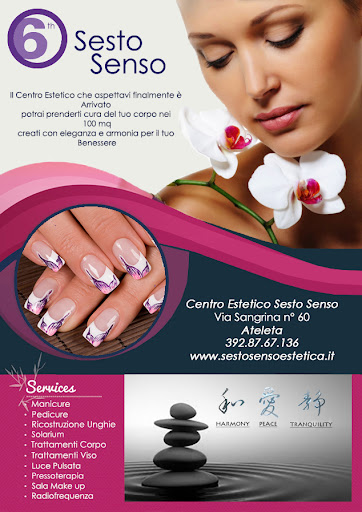 6th
Sesto
Senso
Il Centro Estetico che aspettavi finalmente è
Arrivato
potrai prenderti cura del tuo corpo nei
100 mq
creati con eleganza e armonia per il tuo
Benessere
Centro Estetico Sesto Senso
Via Sangrina n° 60
Ateleta
392.87.67.136
www.sestosensoestetica.it
Services
• Manicure
• Pedicure
• Ricostruzione Unghie
• Solarium
• Trattamenti Corpo
• Trattamenti Viso
• Luce Pulsata
• Pressoterapia
• Sala Make up
• Radiofrequenza
和 愛 静
HARMONY PEACE TRANQUILITY